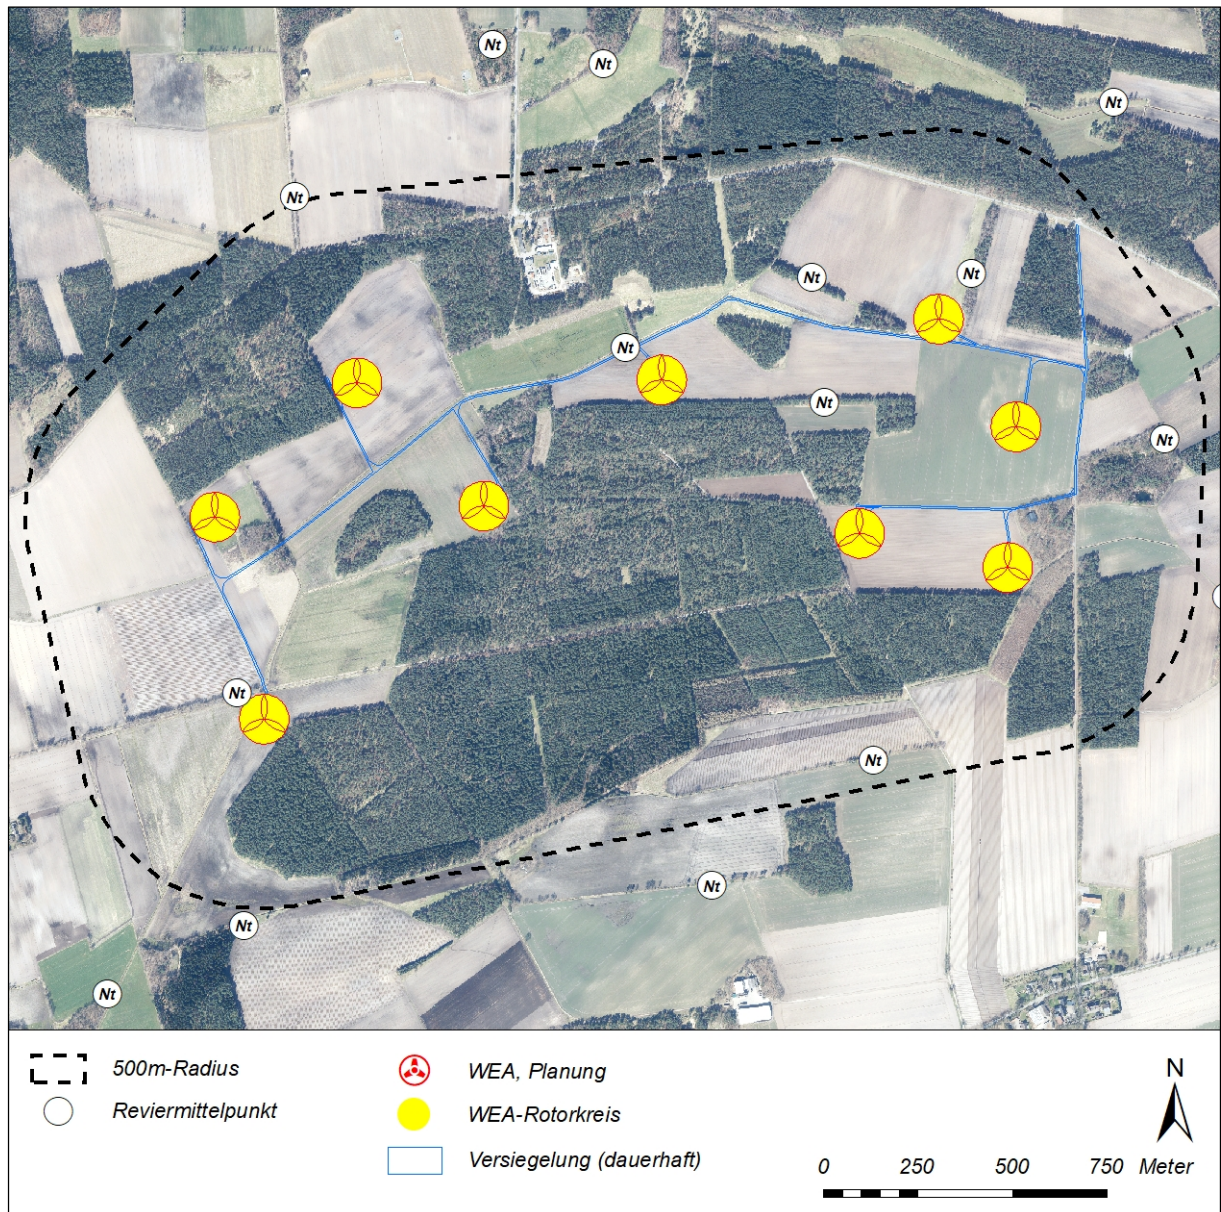 Nt
Nt
Nt
Nt
Nt
Nt
Nt
Nt
Nt
Nt
Nt
Nt
Nt
Nt
500m-Radius
Reviermittelpunkt
WEA, Planung
WEA-Rotorkreis
Versiegelung (dauerhaft)
N
0 250 500 750 Meter